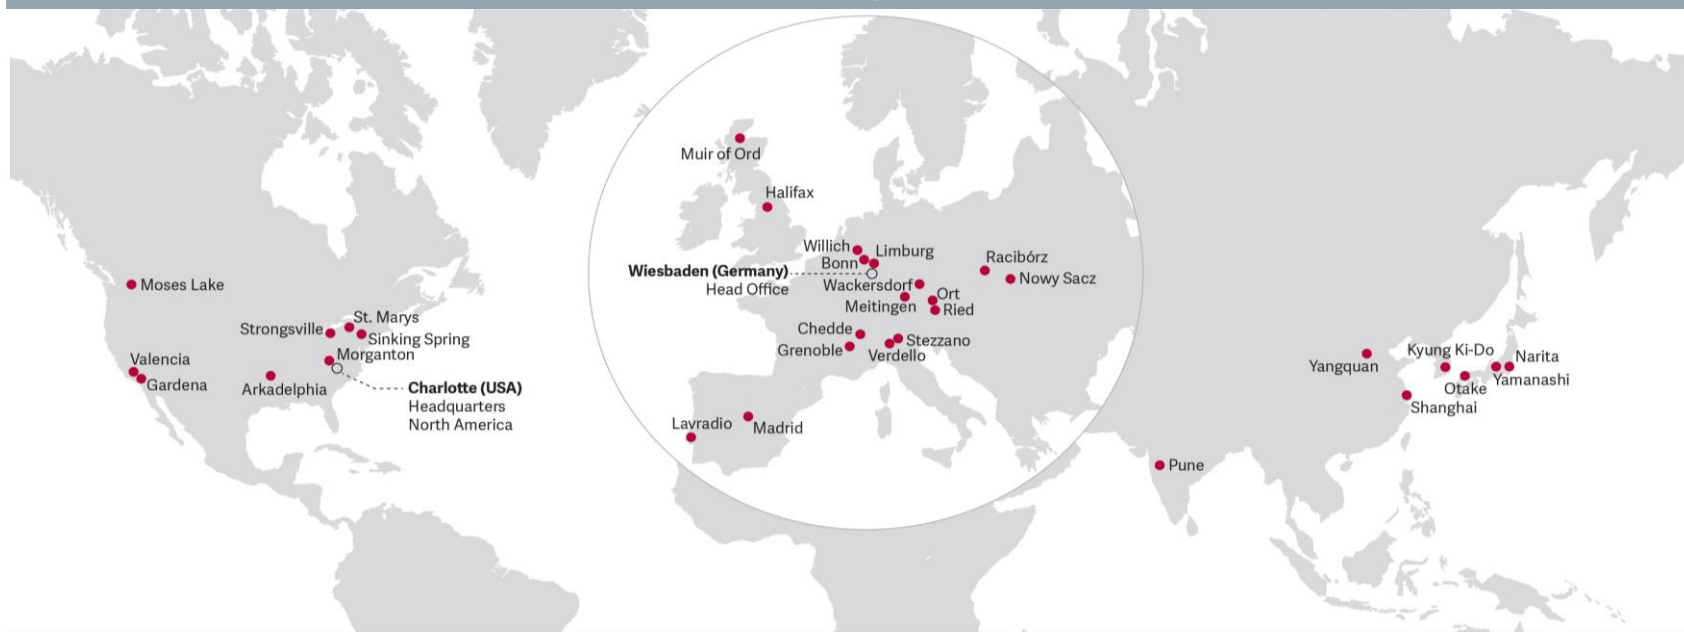 Muir of Ord
Halifax
Willich
Limburg
Bonn
Racibórz
Wiesbaden (Germany)
Head Office
Nowy Sacz
Wackersdorf
Ort
Meitingen
Ried
Moses Lake
St. Marys
Strongsville
Sinking Spring
Morganton
Valencia
Gardena
Arkadelphia
Charlotte (USA)
Headquarters
North America
Chedde
Stezzano
Grenoble
Verdello
Lavradio
Madrid
Kyung Ki-Do
Narita
Yangquan
Yamanashi
Otake
Shanghai
Pune